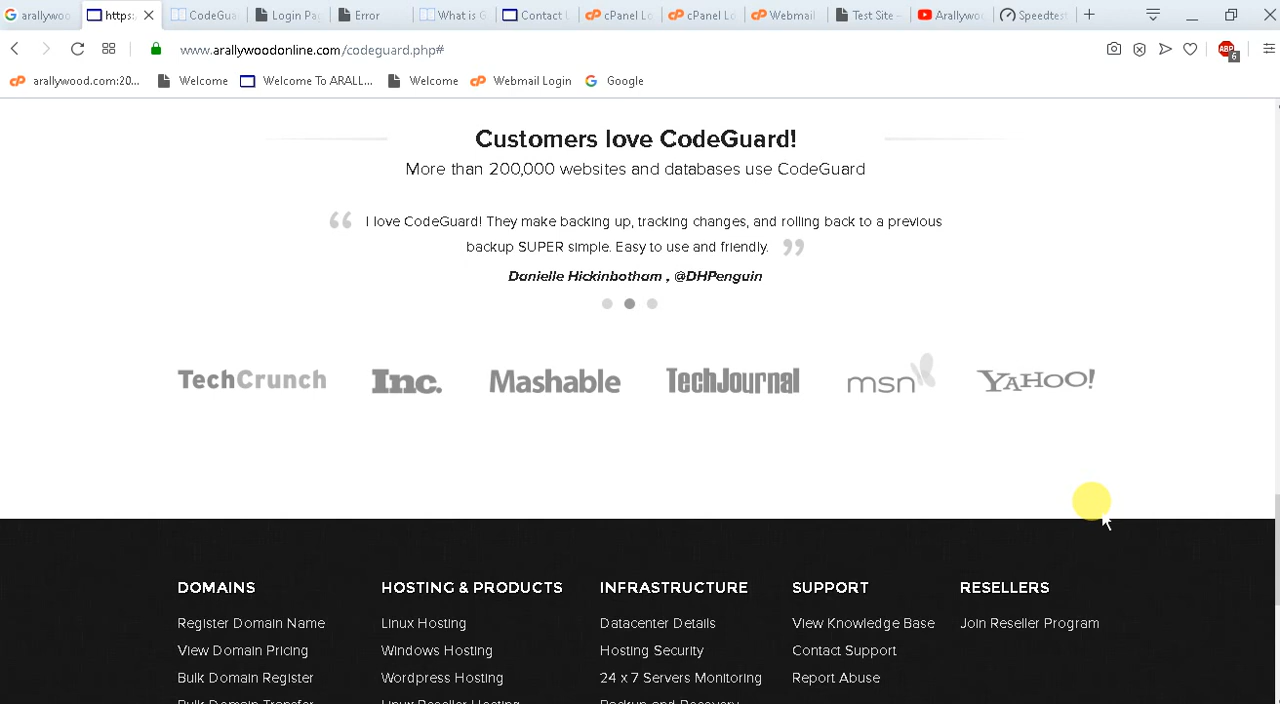 arallywoo
https:
CodeGua
Login Pa
Error
What is
Contact
cPanel Lo
cPanel Lo
Webmail
Test Site –
Arallywo
Speedtes
www.arallywoodonline.com/codeguard.php#
ABP
6
arallywood.com:20...
Welcome
Welcome To ARALL...
Welcome
Webmail Login
Google
Customers love CodeGuard!
More than 200,000 websites and databases use CodeGuard
“ I love CodeGuard! They make backing up, tracking changes, and rolling back to a previous
backup SUPER simple. Easy to use and friendly. ”
Danielle Hickinbotham , @DHPenguin
TechCrunch
Inc.
Mashable
TechJournal
msn
YAHOO!
DOMAINS
Register Domain Name
View Domain Pricing
Bulk Domain Register
Bulk Domain Transfer
HOSTING & PRODUCTS
Linux Hosting
Windows Hosting
Wordpress Hosting
Linux Reseller Hosting
INFRASTRUCTURE
Datacenter Details
Hosting Security
24 x 7 Servers Monitoring
Backup and Recovery
SUPPORT
View Knowledge Base
Contact Support
Report Abuse
RESELLERS
Join Reseller Program